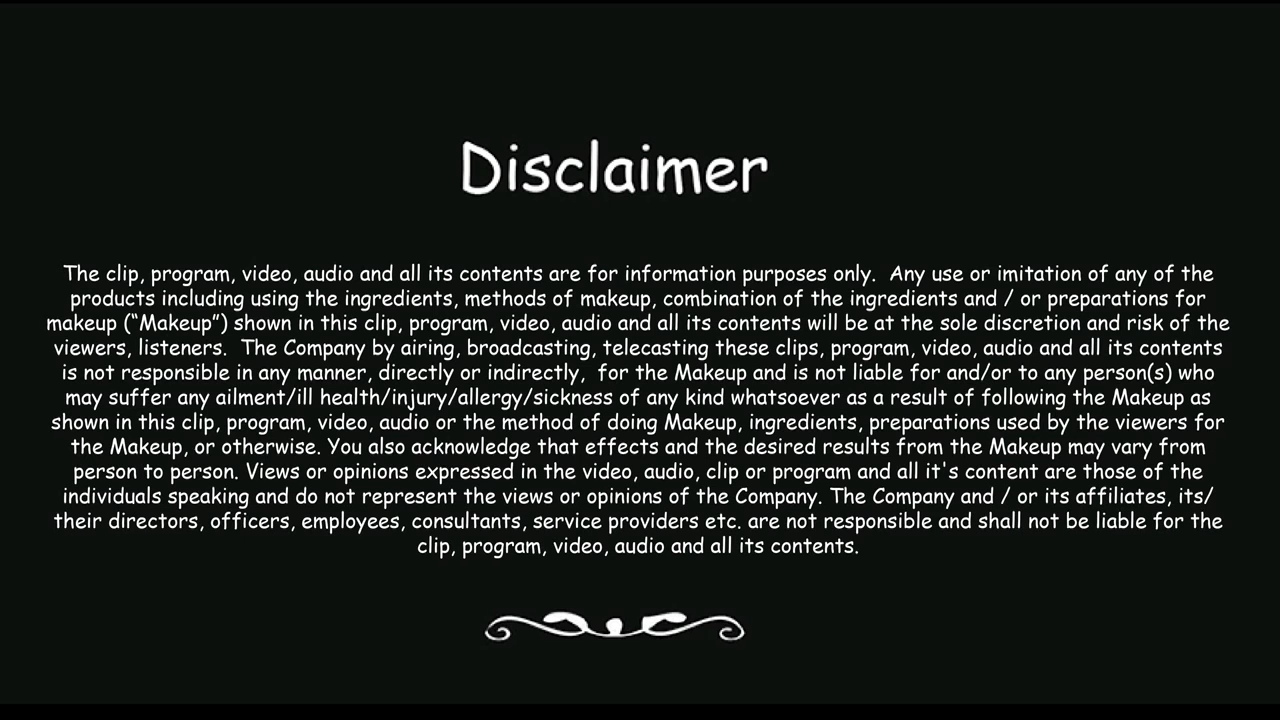 Disclaimer
The clip, program, video, audio and all its contents are for information purposes only.  Any use or imitation of any of the
products including using the ingredients, methods of makeup, combination of the ingredients and / or preparations for
makeup (“Makeup”) shown in this clip, program, video, audio and all its contents will be at the sole discretion and risk of the
viewers, listeners.  The Company by airing, broadcasting, telecasting these clips, program, video, audio and all its contents
is not responsible in any manner, directly or indirectly,  for the Makeup and is not liable for and/or to any person(s) who
may suffer any ailment/ill health/injury/allergy/sickness of any kind whatsoever as a result of following the Makeup as
shown in this clip, program, video, audio or the method of doing Makeup, ingredients, preparations used by the viewers for
the Makeup, or otherwise. You also acknowledge that effects and the desired results from the Makeup may vary from
person to person. Views or opinions expressed in the video, audio, clip or program and all it's content are those of the
individuals speaking and do not represent the views or opinions of the Company. The Company and / or its affiliates, its/
their directors, officers, employees, consultants, service providers etc. are not responsible and shall not be liable for the
clip, program, video, audio and all its contents.